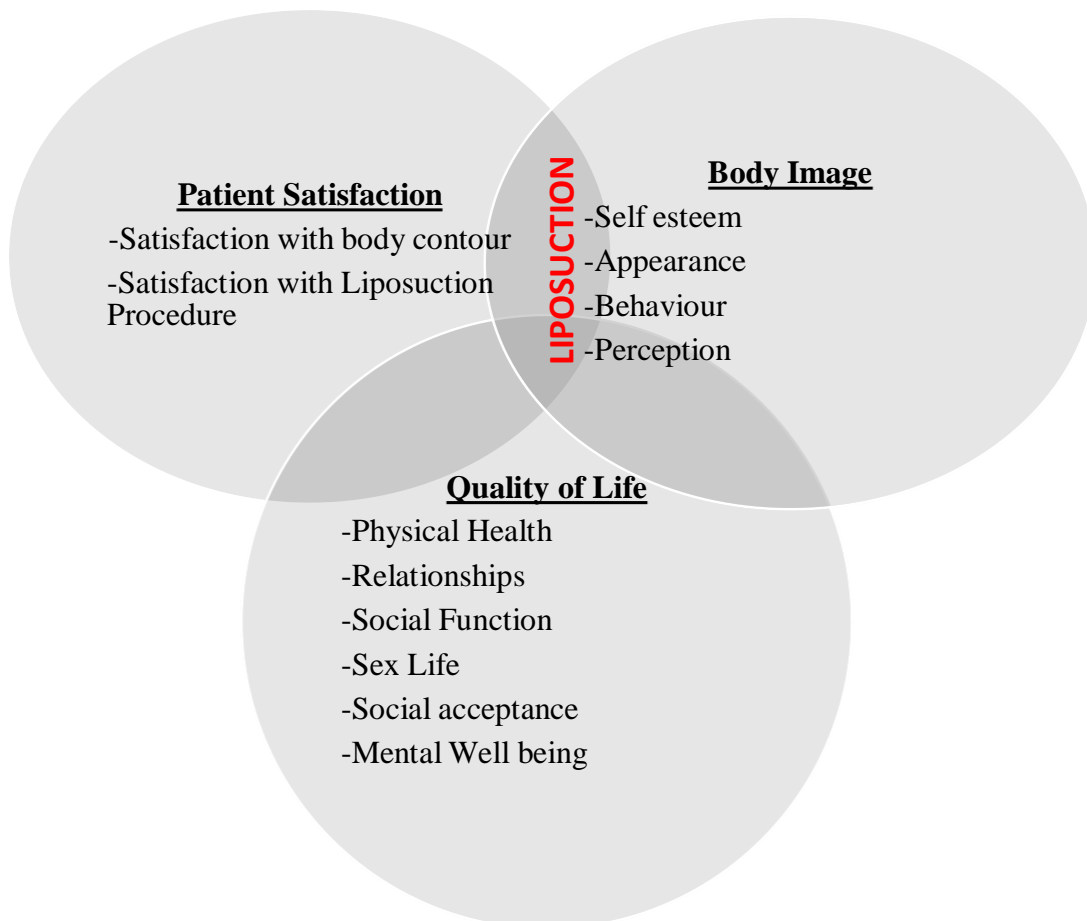 Patient Satisfaction
-Satisfaction with body contour
-Satisfaction with Liposuction
Procedure
LIPOSUCTION
Body Image
-Self esteem
-Appearance
-Behaviour
-Perception
Quality of Life
-Physical Health
-Relationships
-Social Function
-Sex Life
-Social acceptance
-Mental Well being